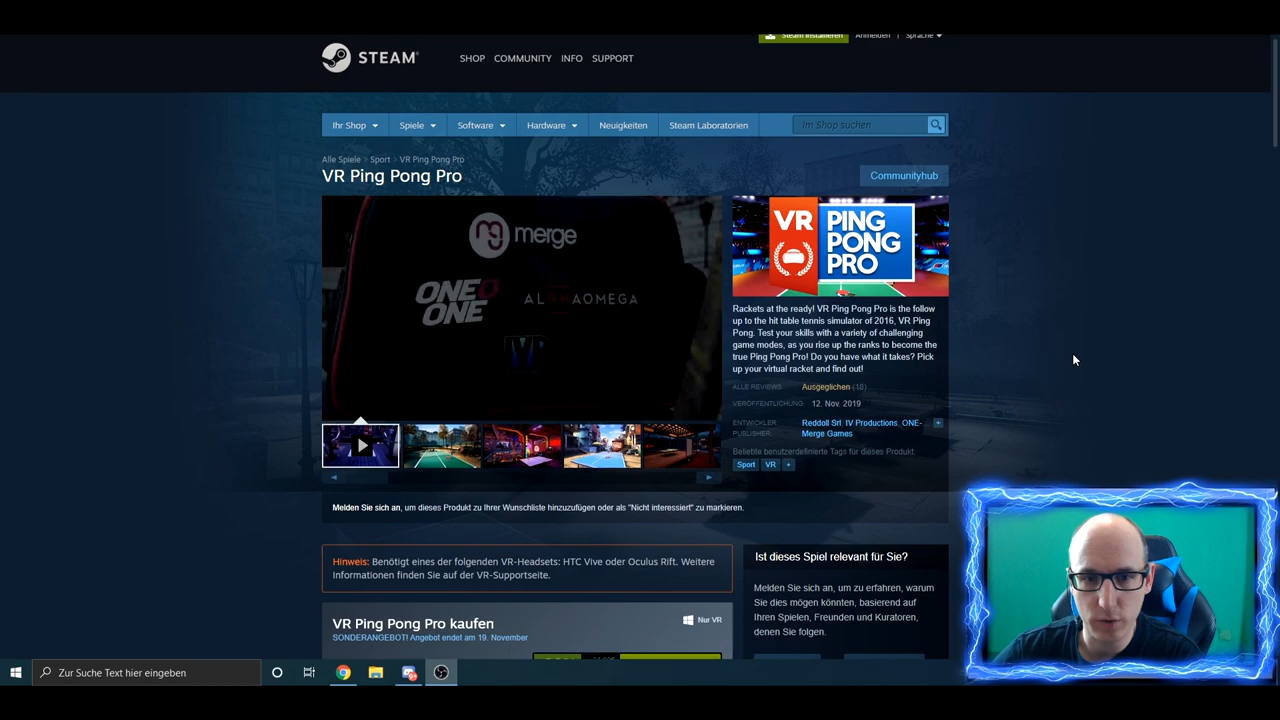 Steam installieren Anmelden | Sprache
STEAM®
SHOP COMMUNITY INFO SUPPORT
Ihr Shop Spiele Software Hardware Neuigkeiten Steam Laboratorien Im Shop suchen
Alle Spiele > Sport > VR Ping Pong Pro
VR Ping Pong Pro
Communityhub
merge
ONE O ONE
ALPHAOMEGA
VR
PING
PONG
PRO
Rackets at the ready! VR Ping Pong Pro is the follow
up to the hit table tennis simulator of 2016, VR Ping
Pong. Test your skills with a variety of challenging
game modes, as you rise up the ranks to become the
true Ping Pong Pro! Do you have what it takes? Pick
up your virtual racket and find out!
ALLE REVIEWS: Ausgeglichen (18)
VERÖFFENTLICHUNG: 12. Nov. 2019
ENTWICKLER: Reddoll Srl, IV Productions, ONE- +
PUBLISHER: Merge Games
Beliebte benutzerdefinierte Tags für dieses Produkt:
Sport VR +
Melden Sie sich an, um dieses Produkt zu Ihrer Wunschliste hinzuzufügen oder als "Nicht interessiert" zu markieren.
Hinweis: Benötigt eines der folgenden VR-Headsets: HTC Vive oder Oculus Rift. Weitere
Informationen finden Sie auf der VR-Supportseite.
Ist dieses Spiel relevant für Sie?
Melden Sie sich an, um zu erfahren, warum
Sie dies mögen könnten, basierend auf
Ihren Spielen, Freunden und Kuratoren,
denen Sie folgen.
VR Ping Pong Pro kaufen
Nur VR
SONDERANGEBOT! Angebot endet am 19. November
Zur Suche Text hier eingeben